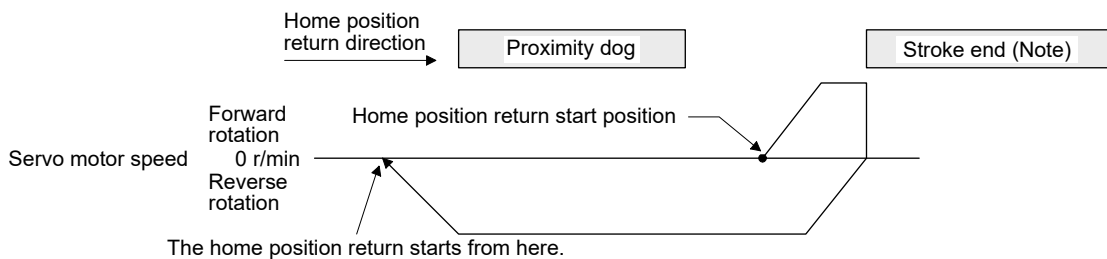 Home position
return direction
Proximity dog
Stroke end (Note)
Forward
rotation
Home position return start position
Servo motor speed
0 r/min
Reverse
rotation
The home position return starts from here.